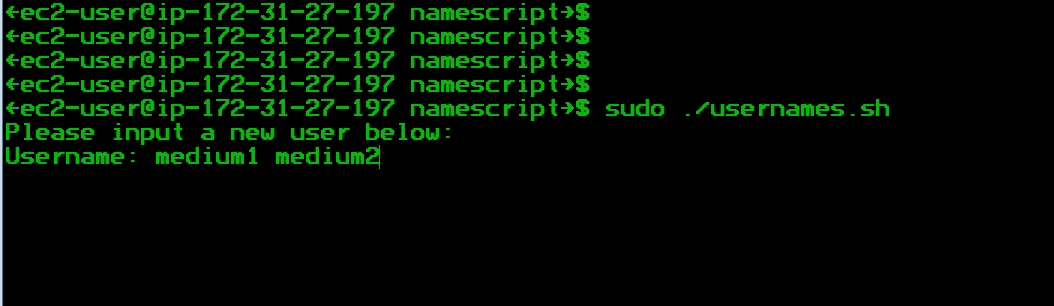 ←ec2-user@ip-172-31-27-197 namescript→$
←ec2-user@ip-172-31-27-197 namescript→$
←ec2-user@ip-172-31-27-197 namescript→$
←ec2-user@ip-172-31-27-197 namescript→$
←ec2-user@ip-172-31-27-197 namescript→$ sudo ./usernames.sh
Please input a new user below:
Username: medium1 medium2